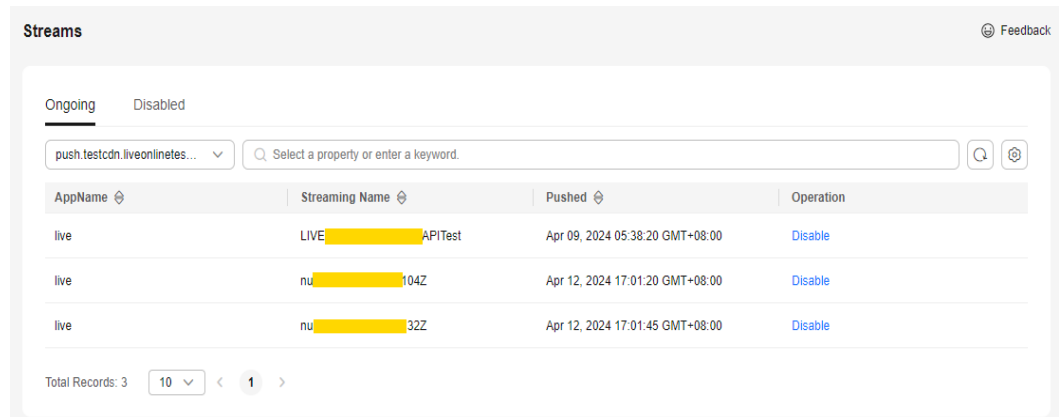 Streams
Feedback
Ongoing Disabled
push.testcdn.liveonlinetes...
Select a property or enter a keyword.
AppName Streaming Name Pushed Operation
live LIVE APITest Apr 09, 2024 05:38:20 GMT+08:00 Disable
live nu 104Z Apr 12, 2024 17:01:20 GMT+08:00 Disable
live nu 32Z Apr 12, 2024 17:01:45 GMT+08:00 Disable
Total Records: 3 10 < 1 >